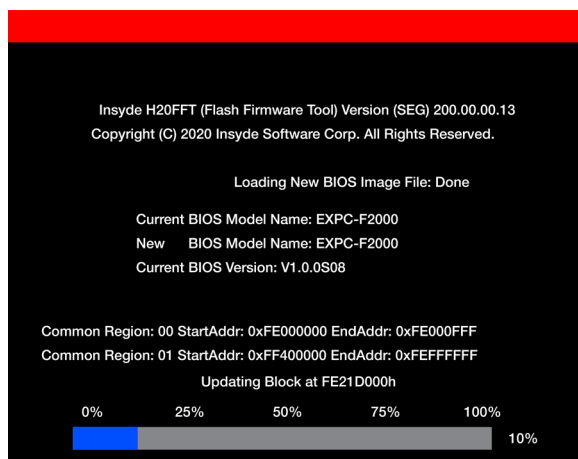 Insyde H20FFT (Flash Firmware Tool) Version (SEG) 200.00.00.13
Copyright (C) 2020 Insyde Software Corp. All Rights Reserved.
Loading New BIOS Image File: Done
Current BIOS Model Name: EXPC-F2000
New BIOS Model Name: EXPC-F2000
Current BIOS Version: V1.0.0S08
Common Region: 00 StartAddr: 0xFE000000 EndAddr: 0xFE000FFF
Common Region: 01 StartAddr: 0xFF400000 EndAddr: 0xFEFFFFFF
Updating Block at FE21D000h
0% 25% 50% 75% 100%
10%